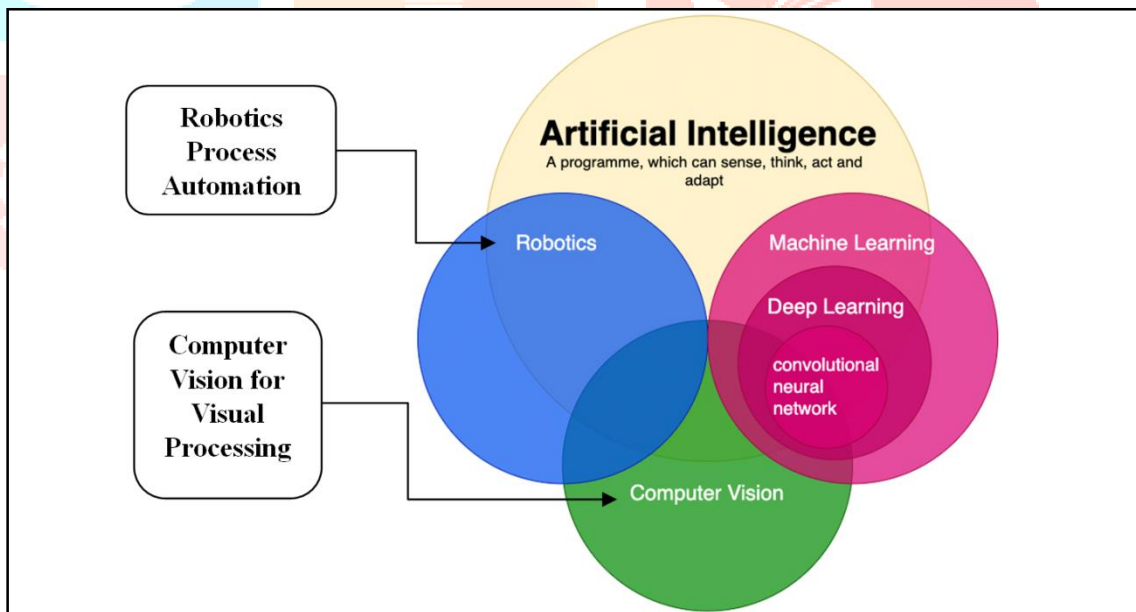 Robotics
Process
Automation
Artificial Intelligence
A programme, which can sense, think, act and
adapt
Robotics
Machine Learning
Deep Learning
convolutional
neural
network
Computer
Vision for
Visual
Processing
Computer Vision